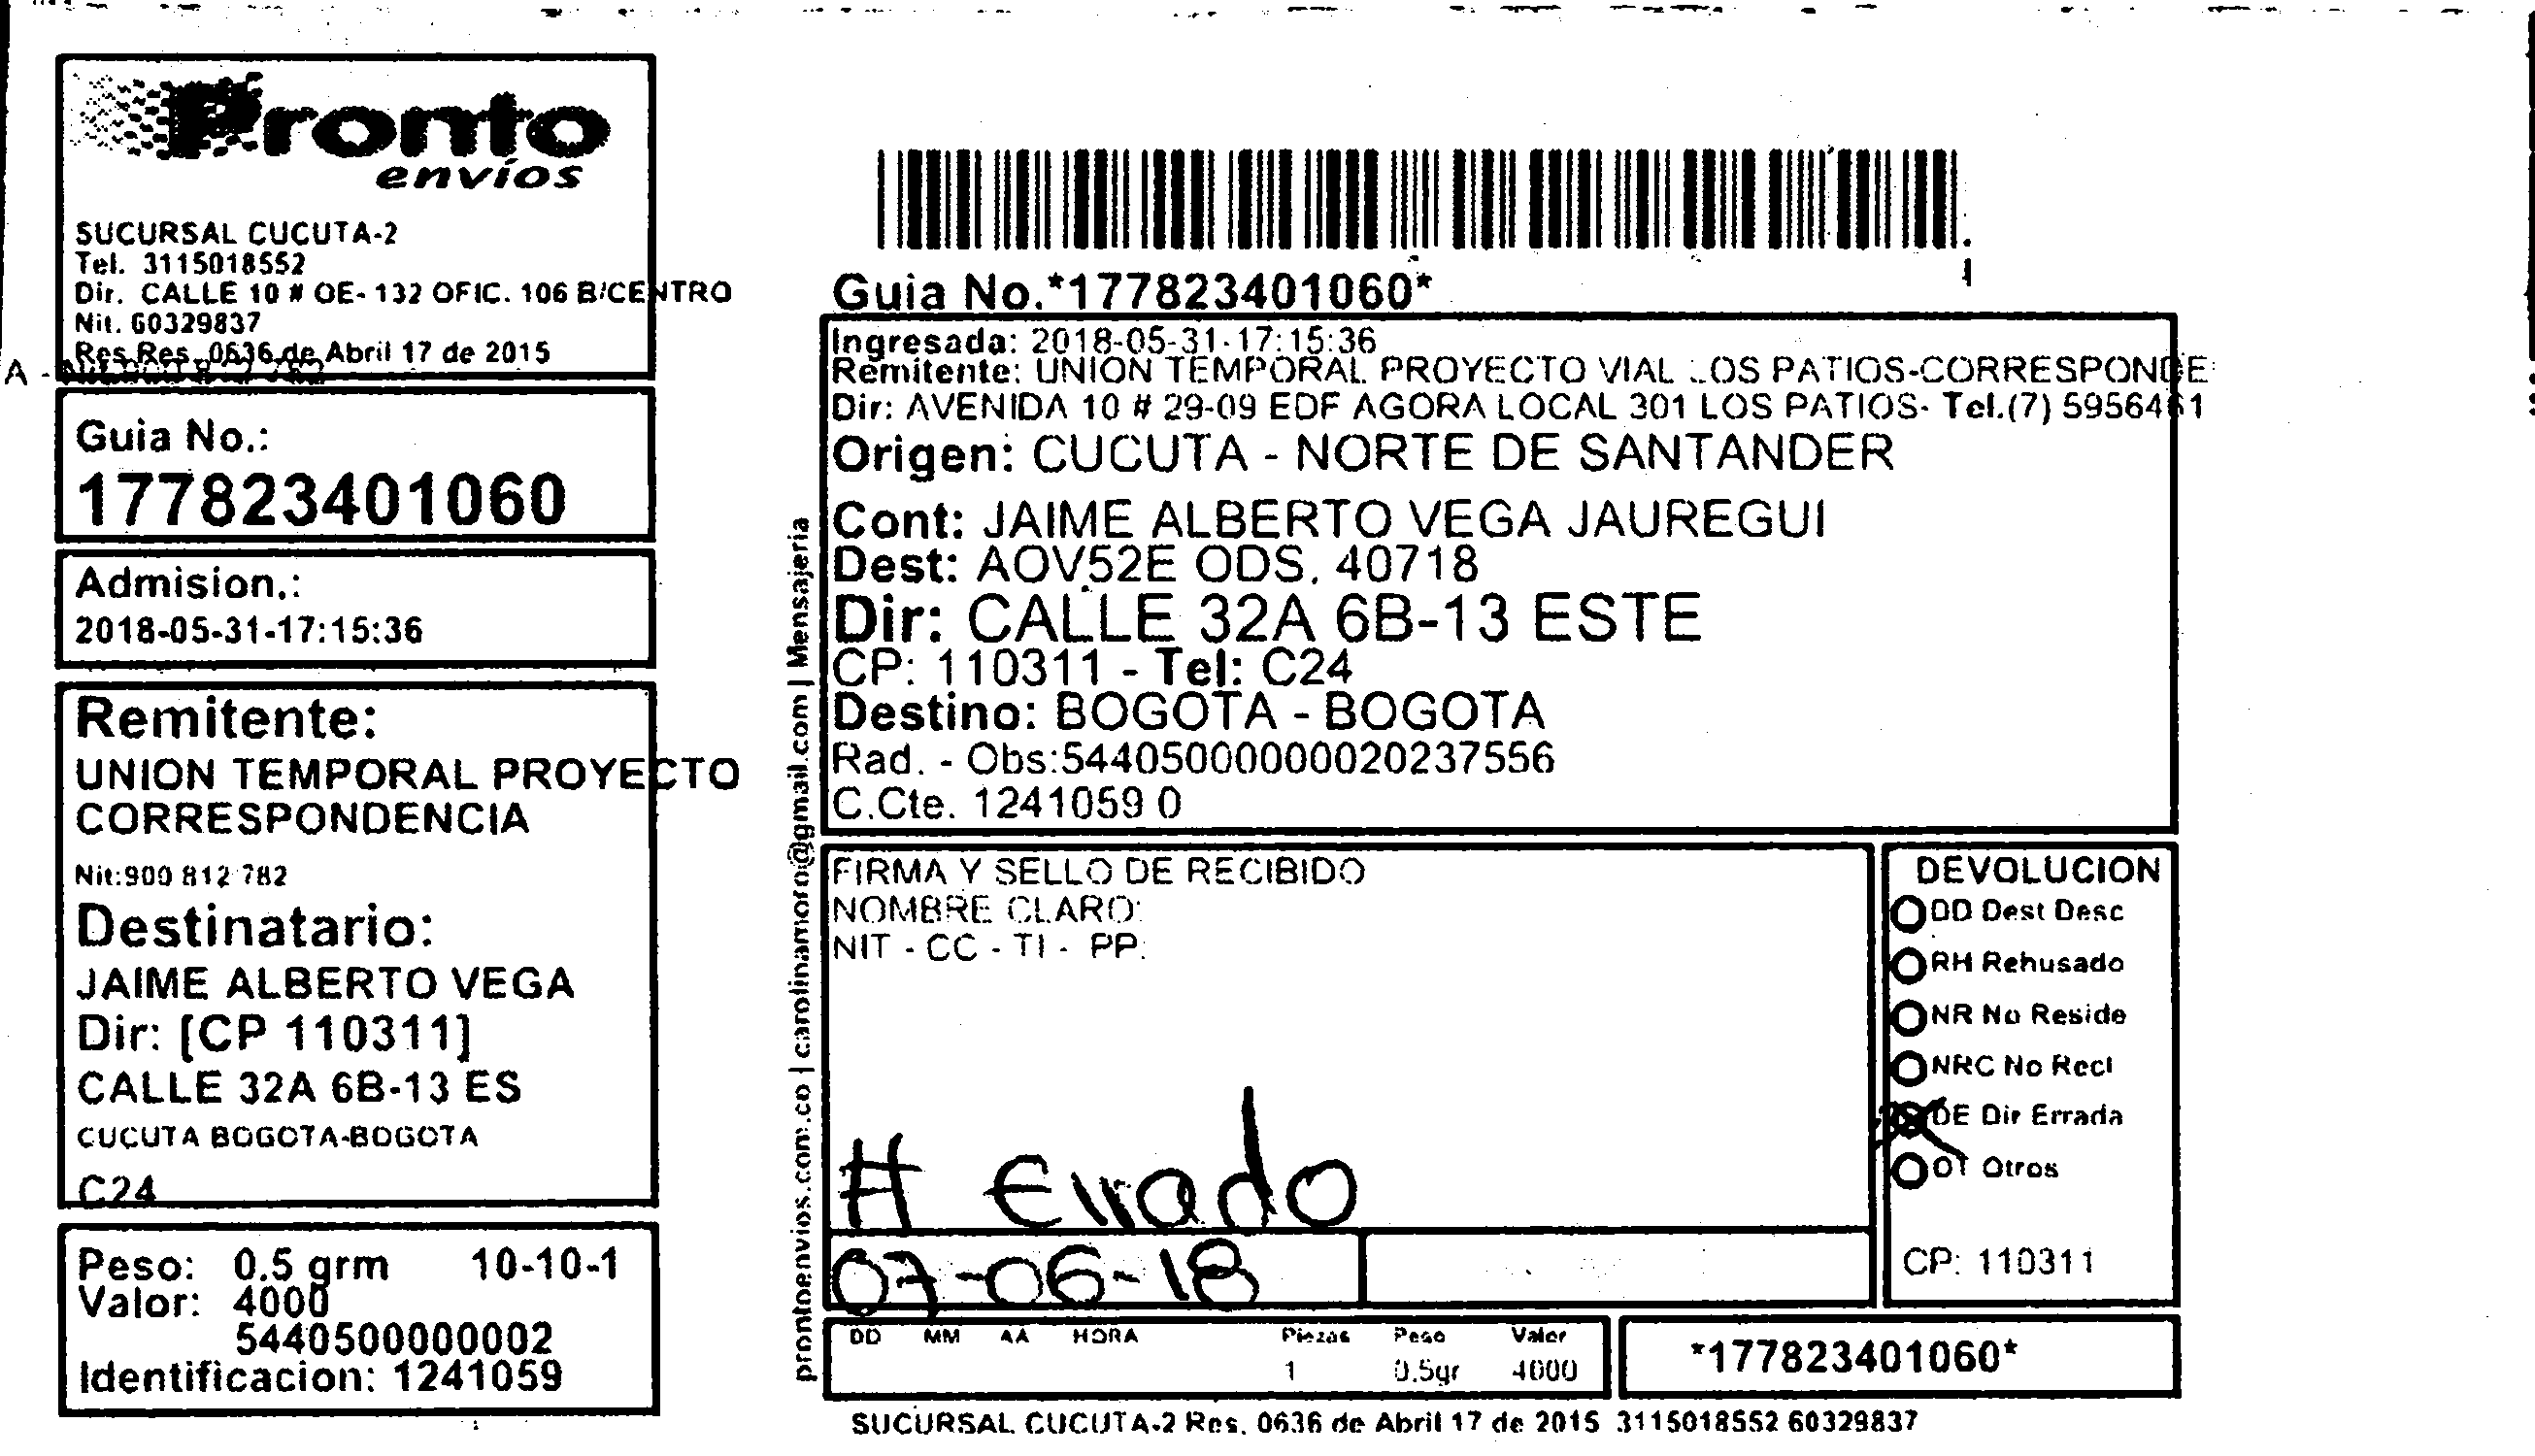 Pronto
envíos
SUCURSAL CUCUTA-2
Tel. 3115018552
Dir. CALLE 10 # OE- 132 OFIC. 106 B/CENTRO
Nit. 60329837
Res Res. 0636 de Abril 17 de 2015
Guia No.:
177823401060
Admision.:
2018-05-31-17:15:36
Remitente:
UNION TEMPORAL PROYECTO
CORRESPONDENCIA
Nit:900 812 782
Destinatario:
JAIME ALBERTO VEGA
Dir: [CP 110311]
CALLE 32A 6B-13 ES
CUCUTA BOGOTA-BOGOTA
C24
Peso: 0.5 grm 10-10-1
Valor: 4000
5440500000002
Identificacion: 1241059
prontoenvios.com.co | carolinamoro@gmail.com | Mensajeria
Guia No.*177823401060*
Ingresada: 2018-05-31-17:15:36
Remitente: UNION TEMPORAL PROYECTO VIAL LOS PATIOS-CORRESPONDE
Dir: AVENIDA 10 # 29-09 EDF AGORA LOCAL 301 LOS PATIOS- Tel.(7) 5956461
Origen: CUCUTA - NORTE DE SANTANDER
Cont: JAIME ALBERTO VEGA JAUREGUI
Dest: AOV52E ODS. 40718
Dir: CALLE 32A 6B-13 ESTE
CP: 110311 - Tel: C24
Destino: BOGOTA - BOGOTA
Rad. - Obs:544050000000020237556
C.Cte. 1241059 0
FIRMA Y SELLO DE RECIBIDO
NOMBRE CLARO:
NIT - CC - TI - PP:
# Errado
07-06-18
DEVOLUCION
DD Dest Desc
RH Rehusado
NR No Reside
NRC No Recl
DE Dir Errada
OT Otros
CP: 110311
DD MM AA HORA Piezas Peso Valor
1 0.5gr 4000
*177823401060*
SUCURSAL CUCUTA-2 Res. 0636 de Abril 17 de 2015 3115018552 60329837